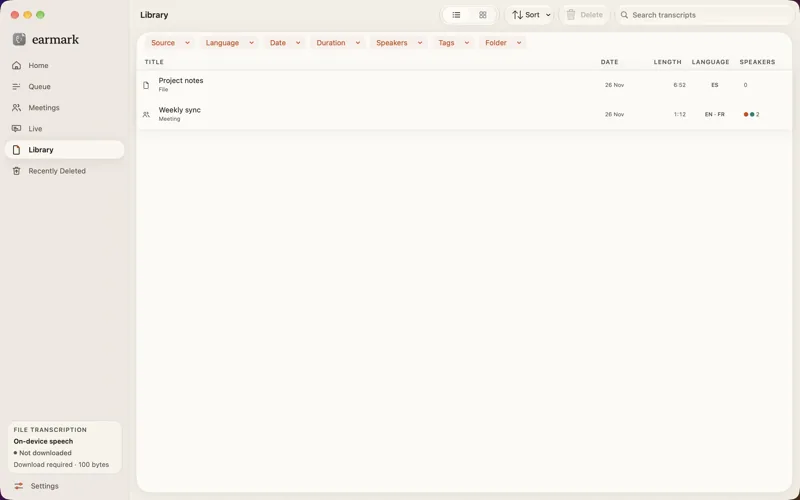 Library
Sort
Delete
Search transcripts
earmark
Home
Queue
Meetings
Live
Library
Recently Deleted
Source
Language
Date
Duration
Speakers
Tags
Folder
TITLE DATE LENGTH LANGUAGE SPEAKERS
Project notes
File
26 Nov 6:52 ES 0
Weekly sync
Meeting
26 Nov 1:12 EN · FR 2
FILE TRANSCRIPTION
On-device speech
Not downloaded
Download required · 100 bytes
Settings